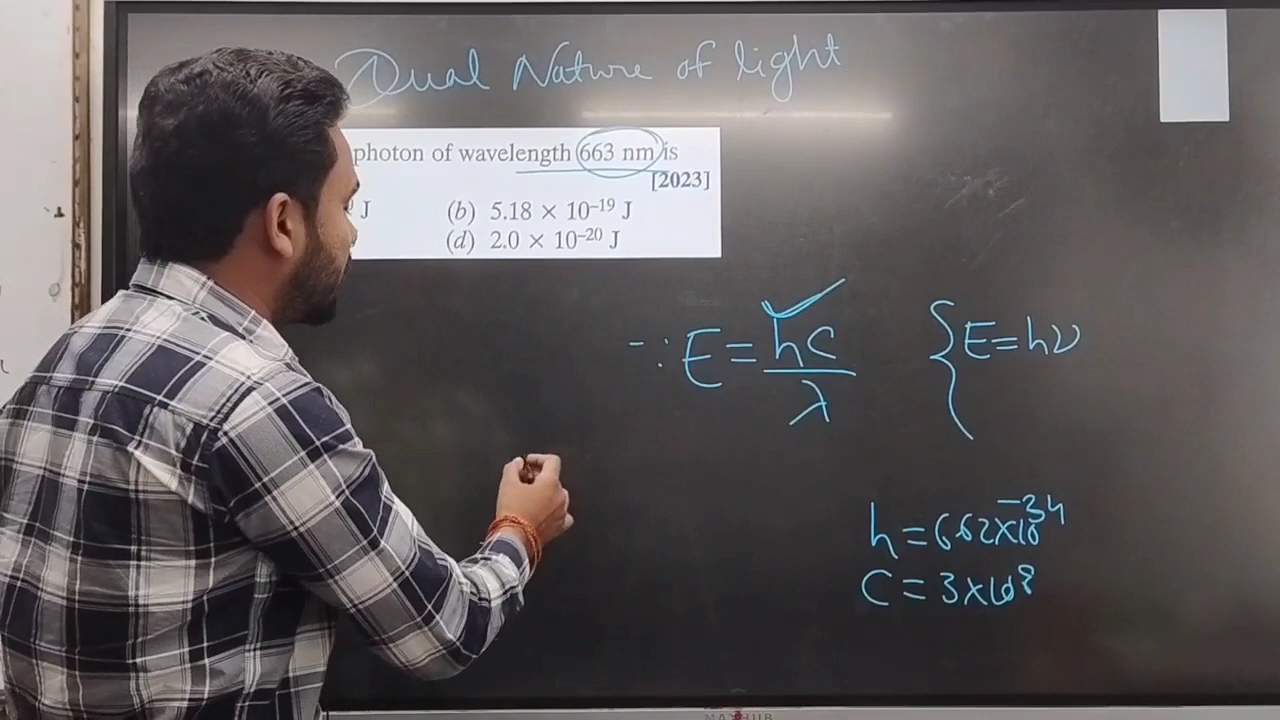 Dual Nature of light
photon of wavelength 663 nm is
[2023]
J (b) 5.18 × 10⁻¹⁹ J
(d) 2.0 × 10⁻²⁰ J
∵ E = hc/λ { E = hν
h = 6.62×10⁻³⁴
C = 3×10⁸